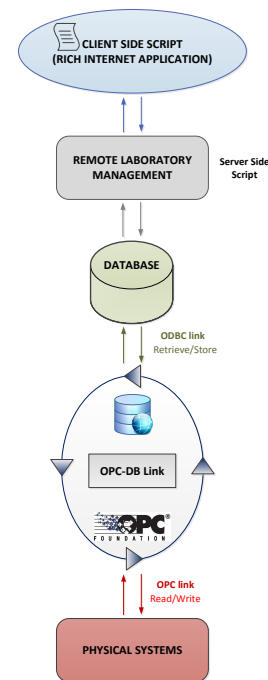 CLIENT SIDE SCRIPT
(RICH INTERNET APPLICATION)
REMOTE LABORATORY
MANAGEMENT
Server Side
Script
DATABASE
ODBC link
Retrieve/Store
OPC-DB Link
OPC®
FOUNDATION
OPC link
Read/Write
PHYSICAL SYSTEMS